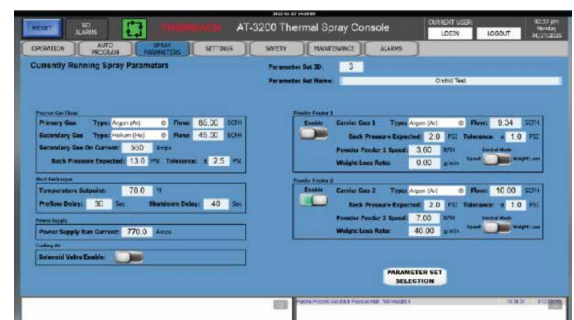 RESET
NO ALARMS
AT-3200 Thermal Spray Console
CURRENT USER:
LOGIN
LOGOUT
OPERATION
AUTO PROGRAM
SPRAY PARAMETERS
SETTINGS
SAFETY
MAINTENANCE
ALARMS
Currently Running Spray Parameters
Parameter Set ID: 3
Parameter Set Name: Orchid Test
Process Gas Flows
Primary Gas Type: Argon (Ar) Flow: 85.00 SCFH
Secondary Gas Type: Helium (He) Flow: 45.00 SCFH
Secondary Gas On Current: 550 Amps
Back Pressure Expected: 13.0 PSI Tolerance: ± 2.5 PSI
Heat Exchanger
Temperature Setpoint: 70.0 °F
Preflow Delay: 30 Sec Shutdown Delay: 40 Sec
Power Supply
Power Supply Run Current: 770.0 Amps
Cooling Air
Solenoid Valve Enable:
Powder Feeder 1
Enable Carrier Gas 1 Type: Argon (Ar) Flow: 9.34 SCFH
Back Pressure Expected: 2.0 PSI Tolerance: ± 1.0 PSI
Powder Feeder 1 Speed: 3.60 RPM Control Mode
Weight Loss Rate: 0.00 g/min Speed Weight Loss
Powder Feeder 2
Enable Carrier Gas 2 Type: Argon (Ar) Flow: 10.00 SCFH
Back Pressure Expected: 2.0 PSI Tolerance: ± 1.0 PSI
Powder Feeder 2 Speed: 7.00 RPM Control Mode
Weight Loss Rate: 40.00 g/min Speed Weight Loss
PARAMETER SET SELECTION